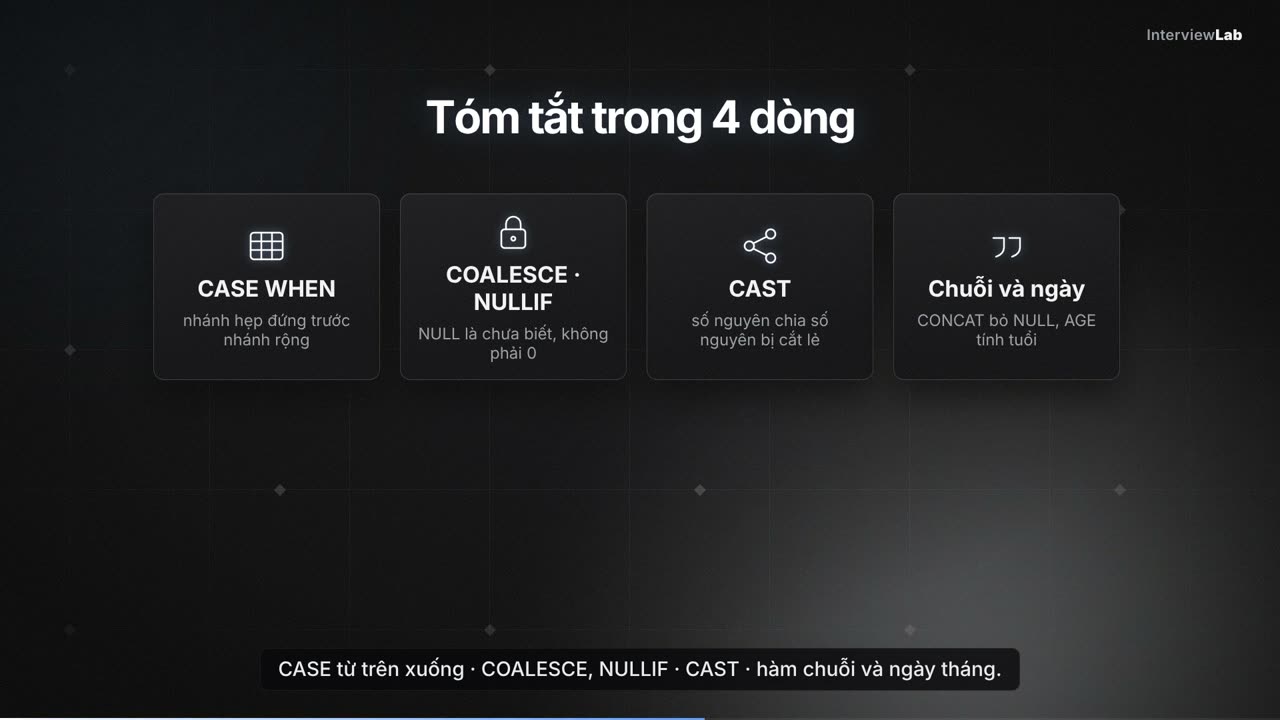 InterviewLab
Tóm tắt trong 4 dòng
CASE WHEN
nhánh hẹp đứng trước
nhánh rộng
COALESCE ·
NULLIF
NULL là chưa biết, không
phải 0
CAST
số nguyên chia số
nguyên bị cắt lẻ
Chuỗi và ngày
CONCAT bỏ NULL, AGE
tính tuổi
CASE từ trên xuống · COALESCE, NULLIF · CAST · hàm chuỗi và ngày tháng.